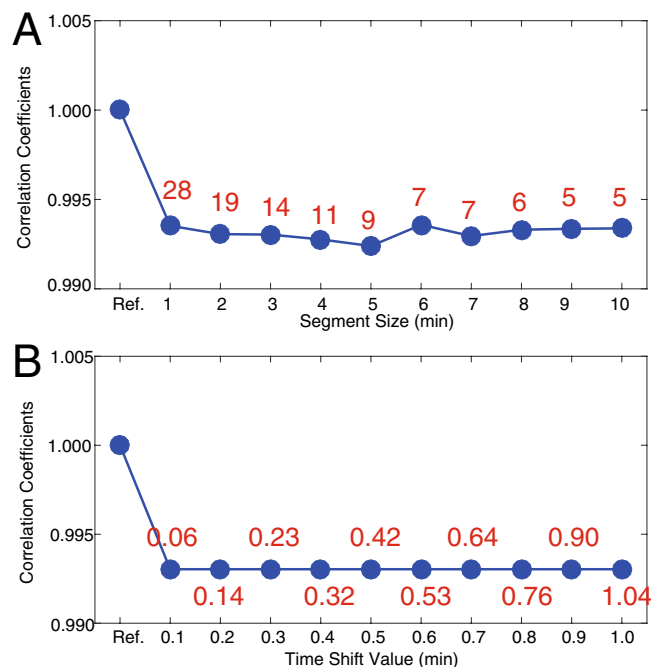 A
1.005
1.000
0.995
0.990
Correlation Coefficients
28 19 14 11 9 7 7 6 5 5
Ref. 1 2 3 4 5 6 7 8 9 10
Segment Size (min)
B
1.005
1.000
0.995
0.990
Correlation Coefficients
0.06 0.23 0.42 0.64 0.90
0.14 0.32 0.53 0.76 1.04
Ref. 0.1 0.2 0.3 0.4 0.5 0.6 0.7 0.8 0.9 1.0
Time Shift Value (min)